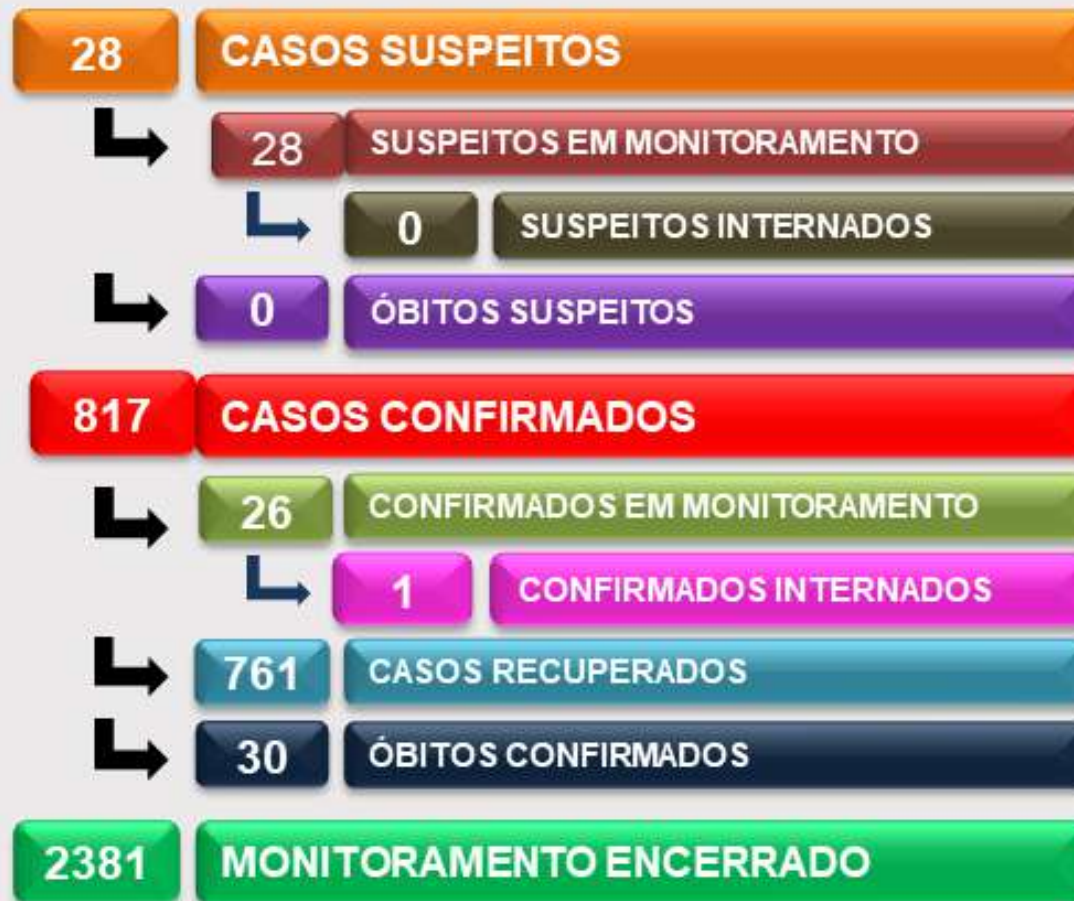 28 CASOS SUSPEITOS
28 SUSPEITOS EM MONITORAMENTO
0 SUSPEITOS INTERNADOS
0 ÓBITOS SUSPEITOS
817 CASOS CONFIRMADOS
26 CONFIRMADOS EM MONITORAMENTO
1 CONFIRMADOS INTERNADOS
761 CASOS RECUPERADOS
30 ÓBITOS CONFIRMADOS
2381 MONITORAMENTO ENCERRADO